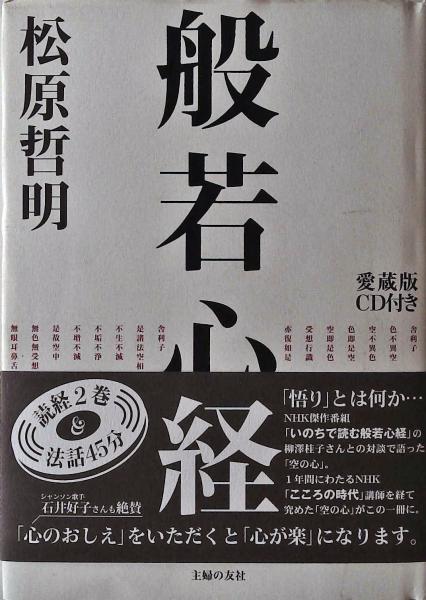 般若心経
松原哲明
愛蔵版
CD付き
舎利子
色不異空
空不異色
色即是空
空即是色
受想行識
亦復如是
舎利子
是諸法空相
不生不滅
不垢不浄
不増不減
是故空中
無色無受想
無眼耳鼻舌
読経2巻
&
法話45分
「悟り」とは何か…
NHK傑作番組
「いのちで読む般若心経」の
柳澤桂子さんとの対談で語った
「空の心」。
1年間にわたるNHK
「こころの時代」講師を経て
究めた「空の心」がこの一冊に。
シャンソン歌手
石井好子さんも絶賛
「心のおしえ」をいただくと「心が楽」になります。
主婦の友社